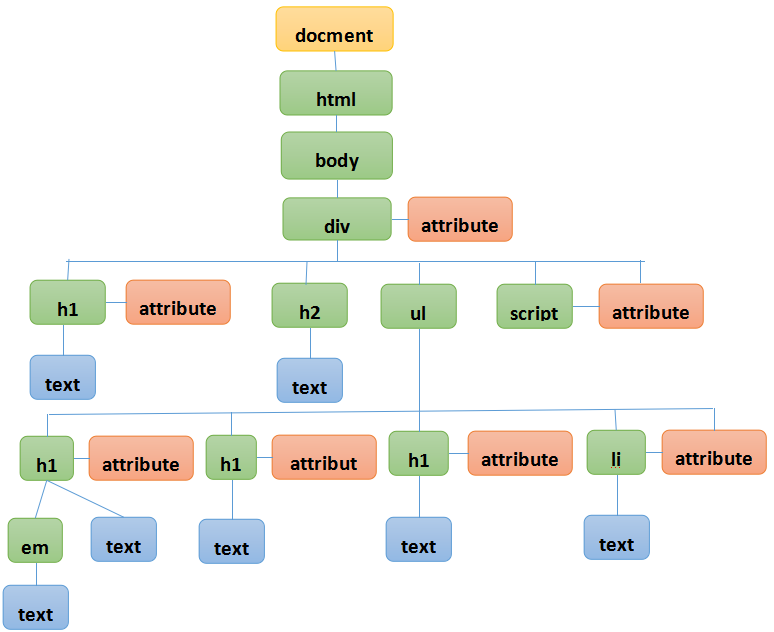 docment
html
body
div
attribute
h1
attribute
h2
ul
script
attribute
text
text
h1
attribute
h1
attribut
h1
attribute
li
attribute
em
text
text
text
text
text